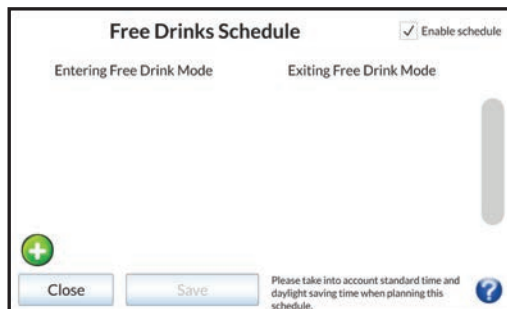 Free Drinks Schedule
Enable schedule
Entering Free Drink Mode
Exiting Free Drink Mode
Close
Save
Please take into account standard time and
daylight saving time when planning this
schedule.
?